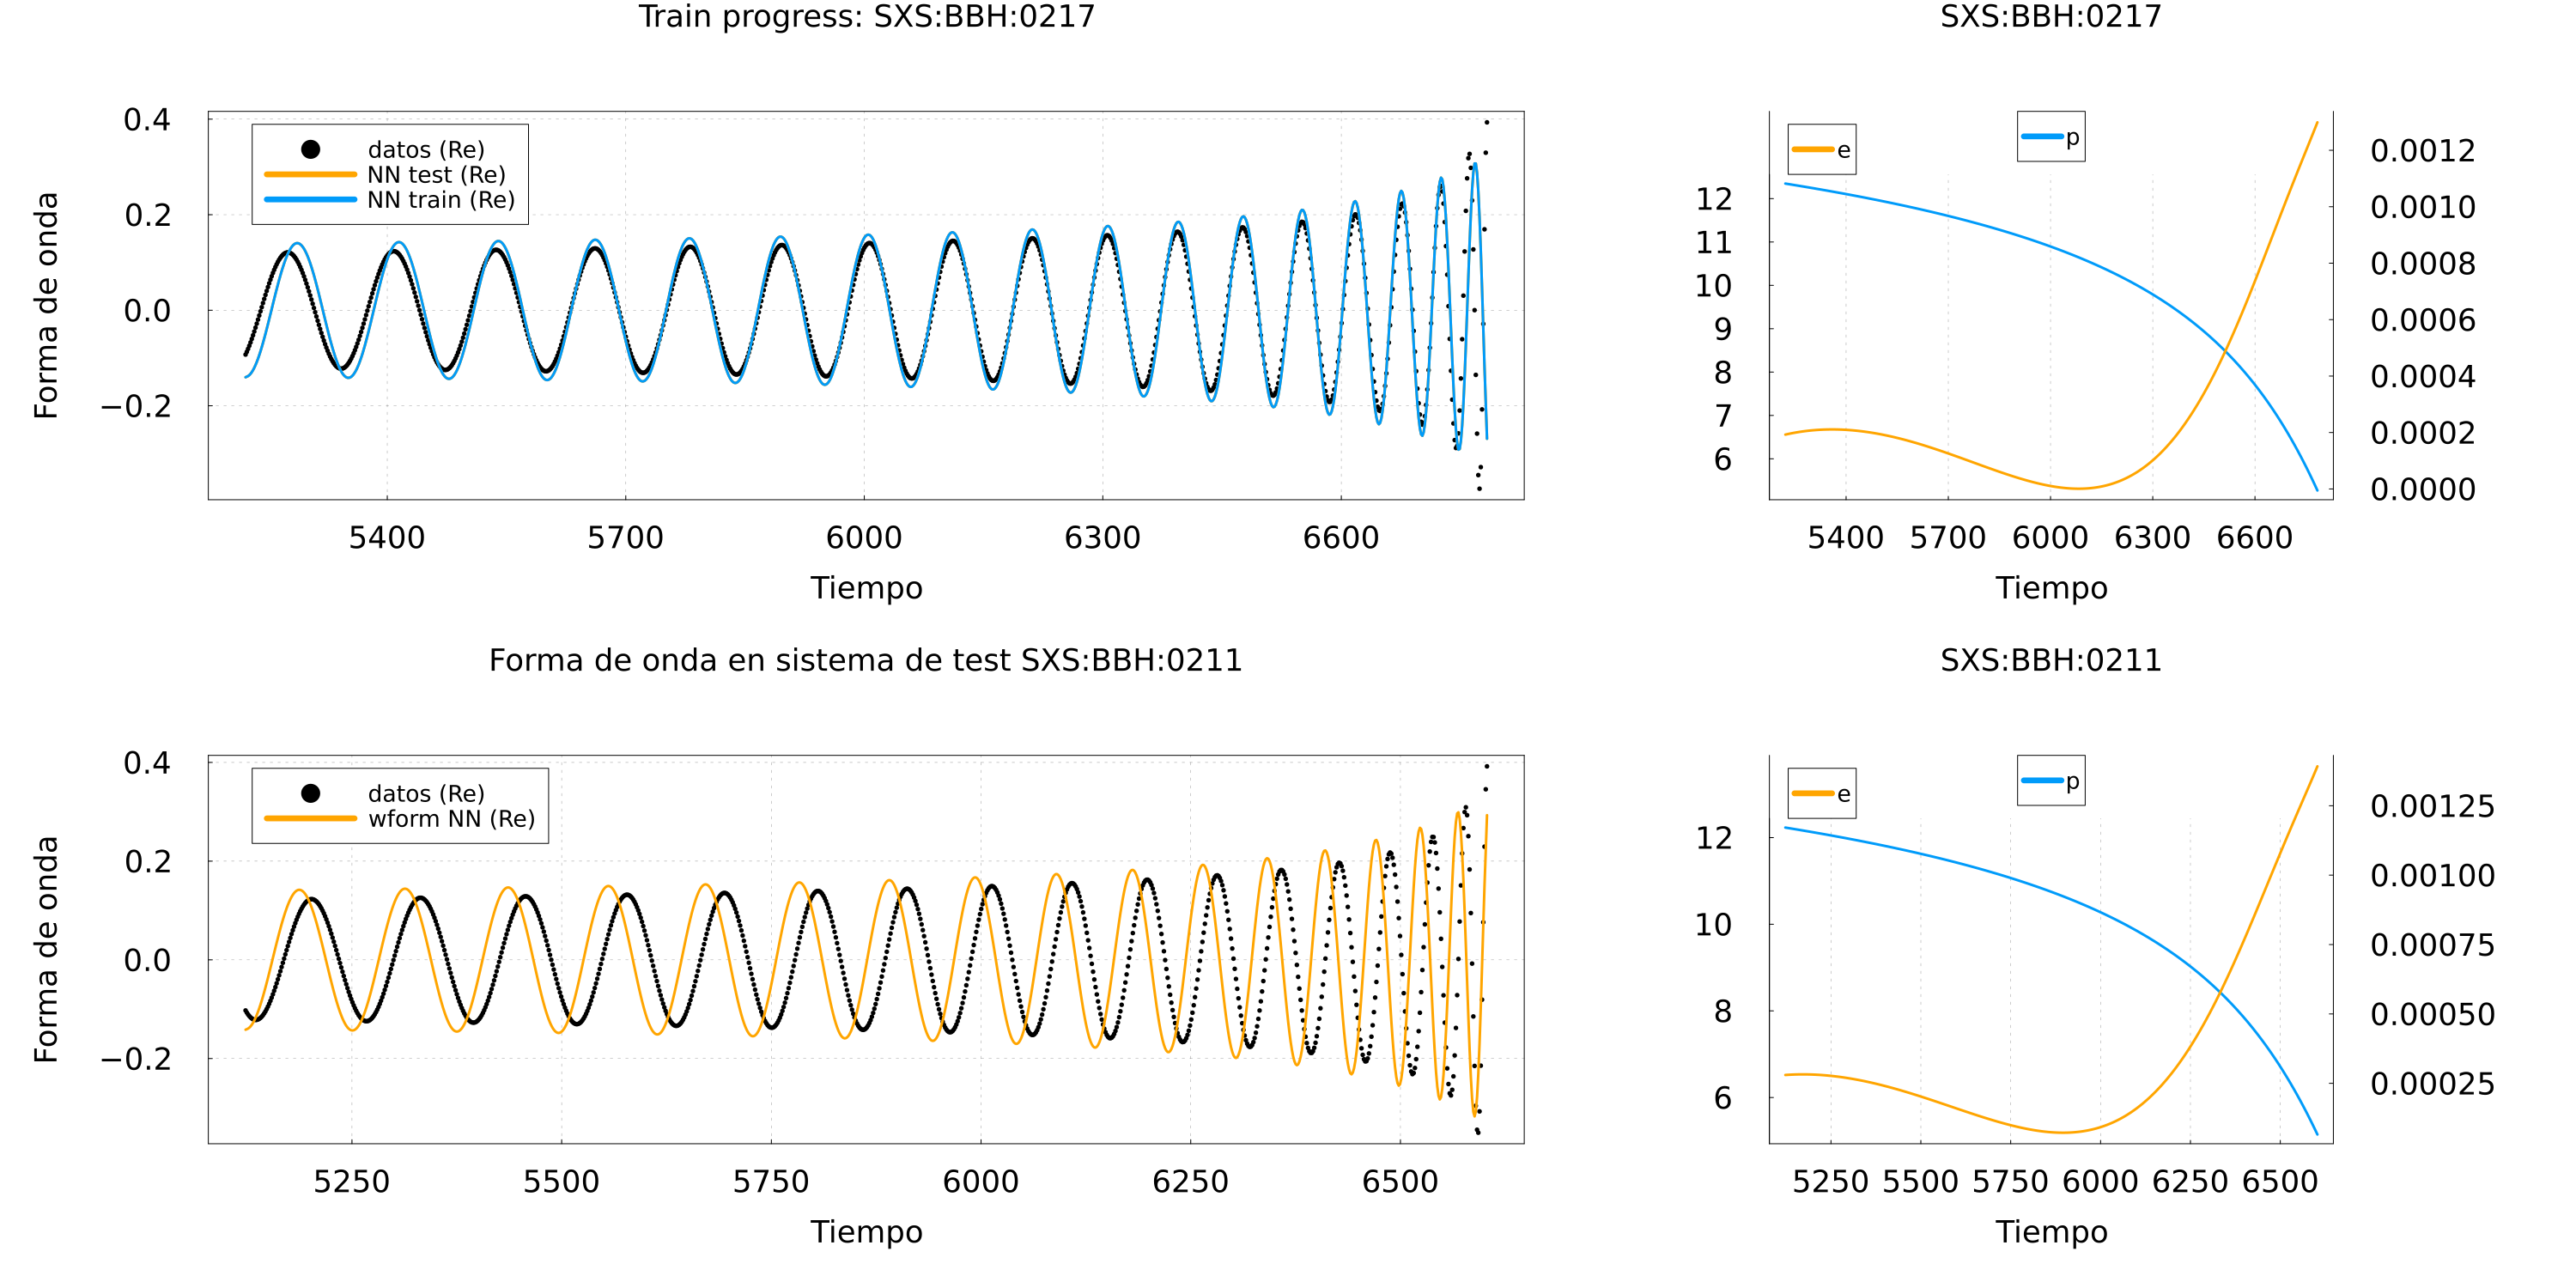 Train progress: SXS:BBH:0217
Forma de onda
0.4
0.2
0.0
−0.2
datos (Re)
NN test (Re)
NN train (Re)
5400 5700 6000 6300 6600
Tiempo
SXS:BBH:0217
e
p
12
11
10
9
8
7
6
0.0012
0.0010
0.0008
0.0006
0.0004
0.0002
0.0000
5400 5700 6000 6300 6600
Tiempo
Forma de onda en sistema de test SXS:BBH:0211
Forma de onda
0.4
0.2
0.0
−0.2
datos (Re)
wform NN (Re)
5250 5500 5750 6000 6250 6500
Tiempo
SXS:BBH:0211
e
p
12
10
8
6
0.00125
0.00100
0.00075
0.00050
0.00025
5250 5500 5750 6000 6250 6500
Tiempo